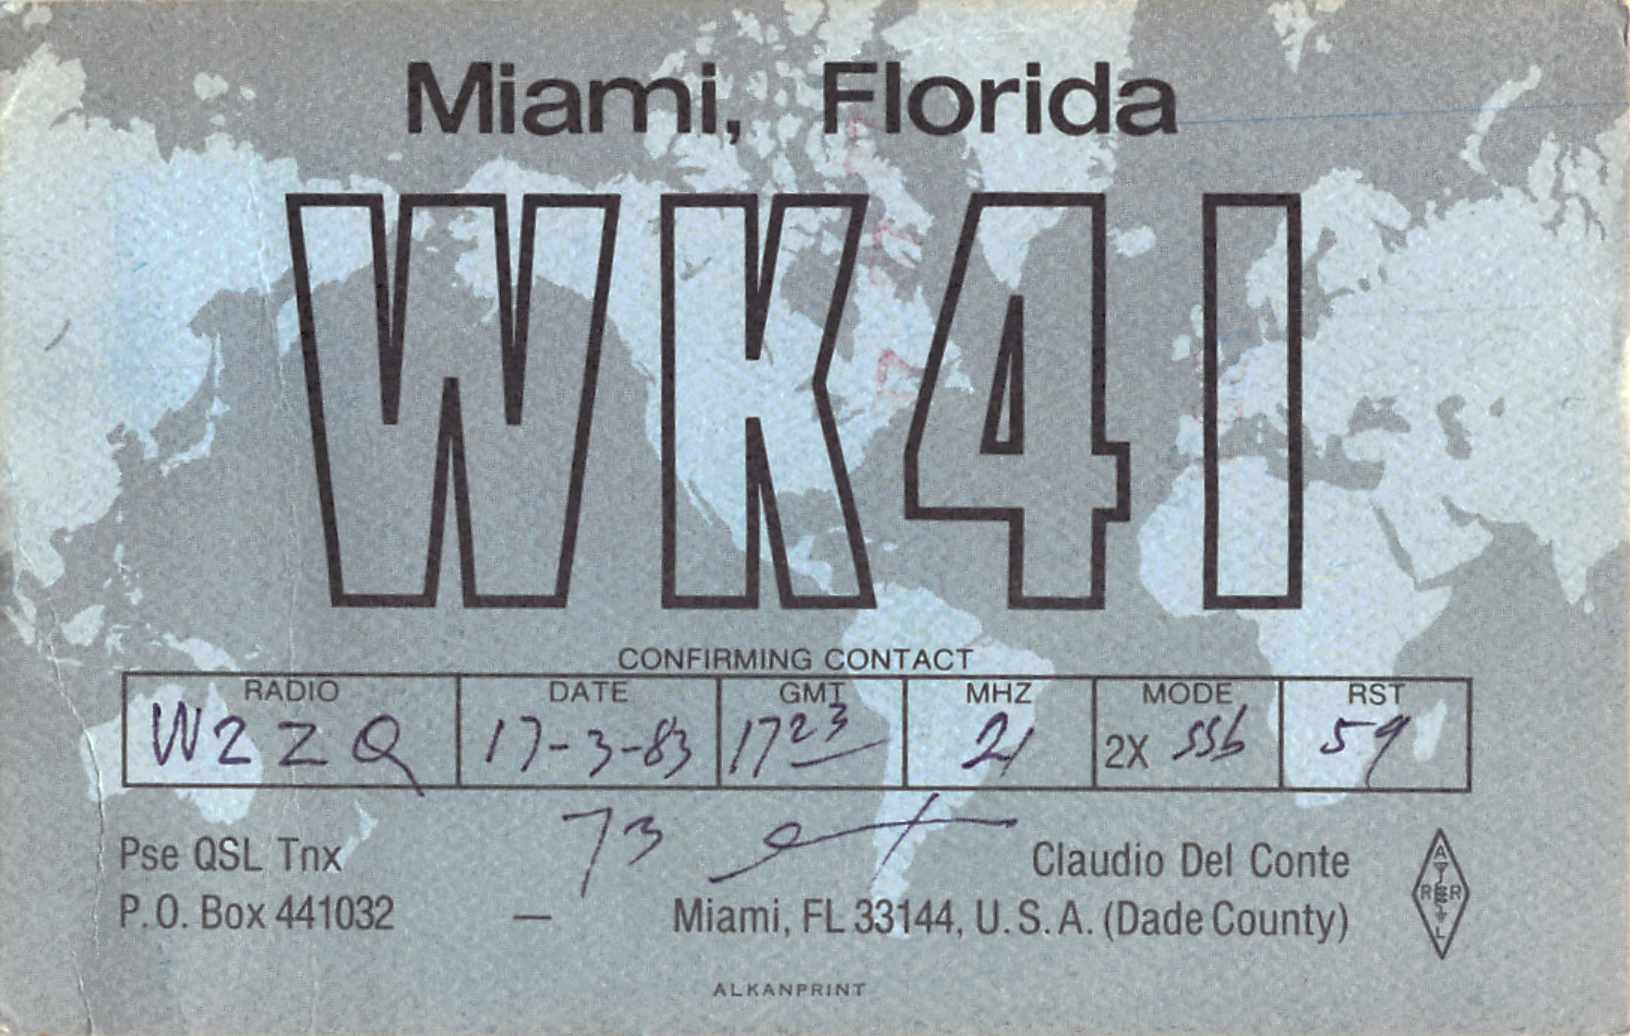 Miami, Florida
WK4I
CONFIRMING CONTACT
RADIO DATE GMT MHZ MODE RST
W2ZQ 17-3-83 1723 21 2X SSb 59
73
Pse QSL Tnx Claudio Del Conte
P.O. Box 441032 — Miami, FL 33144, U.S.A. (Dade County)
A
R R
L
ALKANPRINT